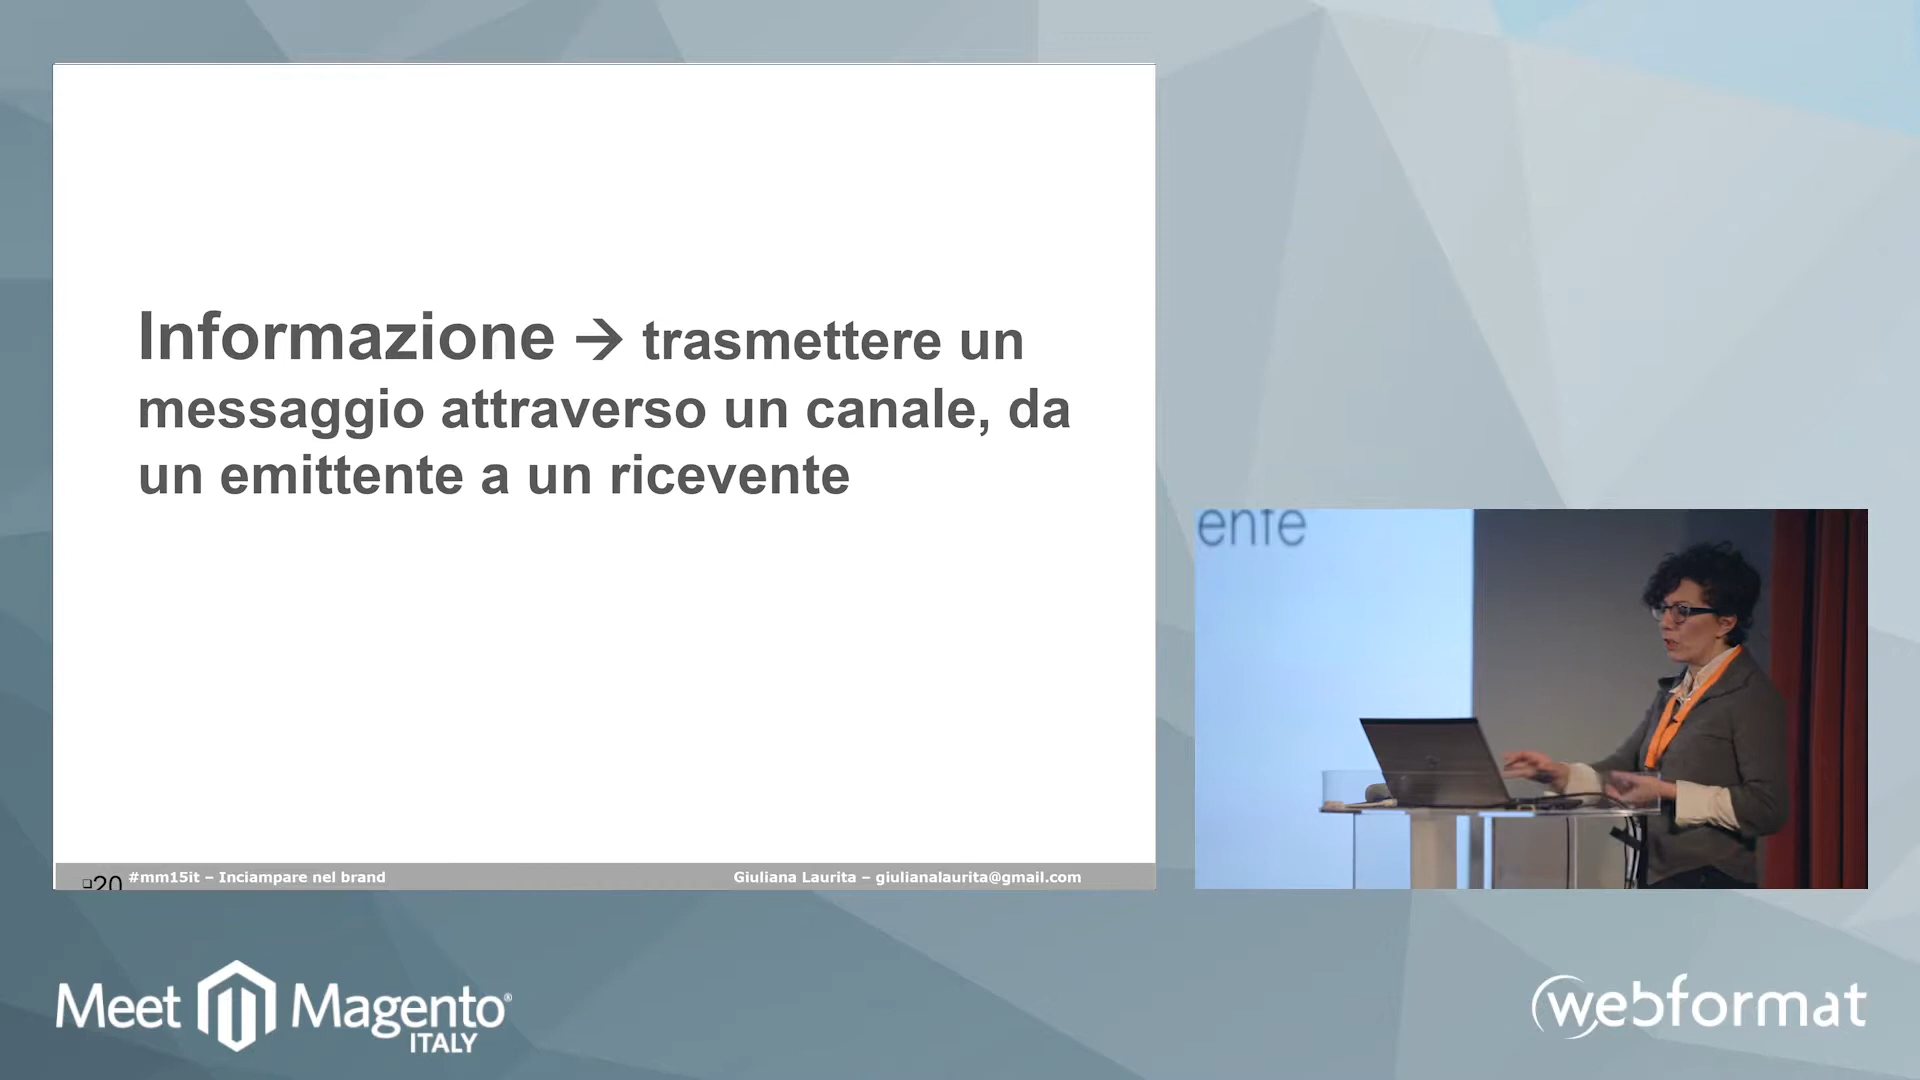 Informazione → trasmettere un
messaggio attraverso un canale, da
un emittente a un ricevente
20
#mm15it – Inciampare nel brand
Giuliana Laurita – giulianalaurita@gmail.com
ente
Meet Magento®
ITALY
webformat